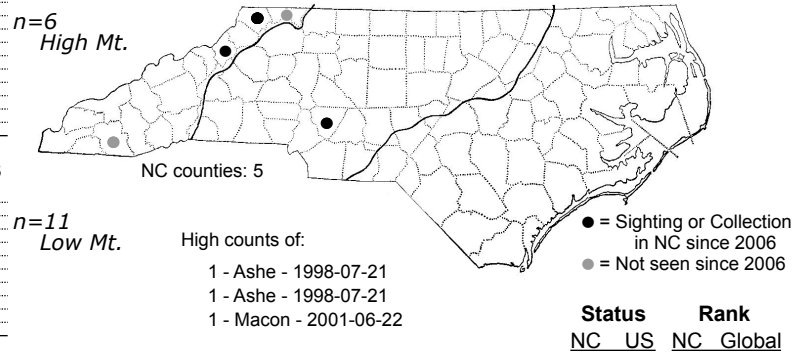 n=6
High Mt.
NC counties: 5
n=11
Low Mt.
High counts of:
1 - Ashe - 1998-07-21
1 - Ashe - 1998-07-21
1 - Macon - 2001-06-22
● = Sighting or Collection
in NC since 2006
● = Not seen since 2006
Status Rank
NC US NC Global